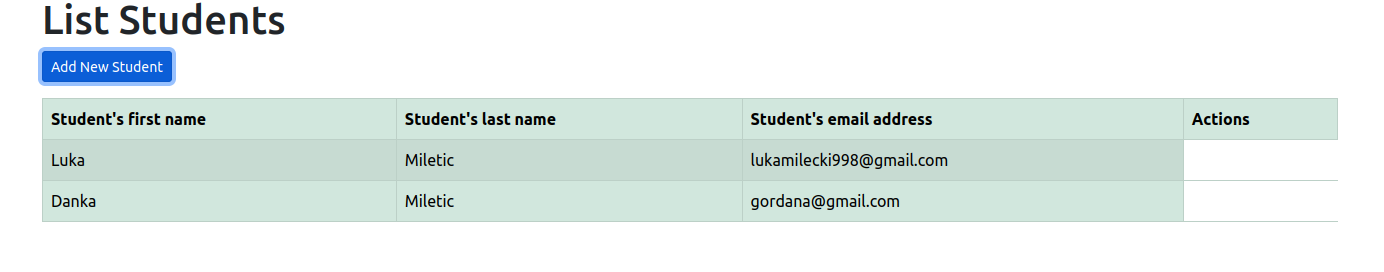 List Students
Add New Student
Student's first name Student's last name Student's email address Actions
Luka Miletic lukamilecki998@gmail.com
Danka Miletic gordana@gmail.com